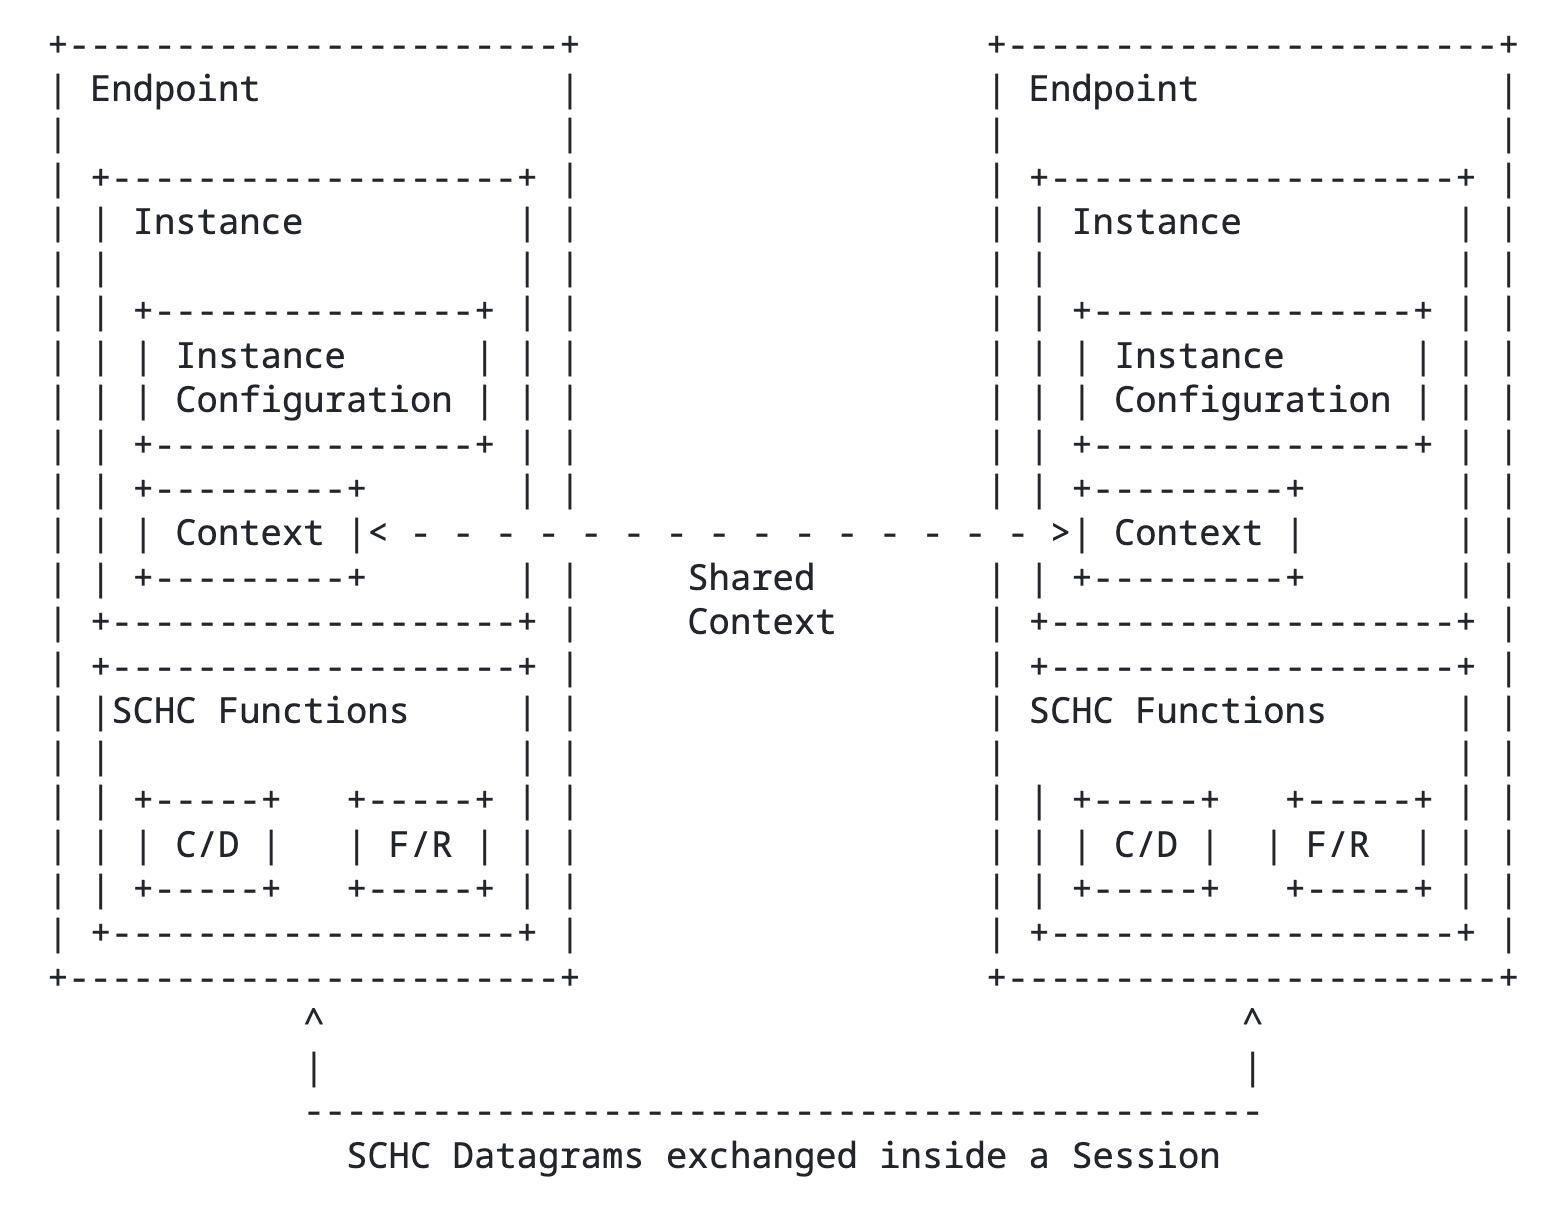 +-----------------------+                   +-----------------------+
| Endpoint              |                   | Endpoint              |
|                       |                   |                       |
| +-------------------+ |                   | +-------------------+ |
| | Instance          | |                   | | Instance          | |
| |                   | |                   | |                   | |
| | +---------------+ | |                   | | +---------------+ | |
| | | Instance      | | |                   | | | Instance      | | |
| | | Configuration | | |                   | | | Configuration | | |
| | +---------------+ | |                   | | +---------------+ | |
| | +---------+       | |                   | | +---------+       | |
| | | Context |< - - - - - - - - - - - - - - - >| Context |       | |
| | +---------+       | |     Shared        | | +---------+       | |
| +-------------------+ |     Context       | +-------------------+ |
| +-------------------+ |                   | +-------------------+ |
| |SCHC Functions     | |                   | SCHC Functions      | |
| |                   | |                   |                     | |
| | +-----+   +-----+ | |                   | | +-----+   +-----+ | |
| | | C/D |   | F/R | | |                   | | | C/D |  | F/R  | | |
| | +-----+   +-----+ | |                   | | +-----+   +-----+ | |
| +-------------------+ |                   | +-------------------+ |
+-----------------------+                   +-----------------------+
            ^                                           ^
            |                                           |
            ---------------------------------------------
              SCHC Datagrams exchanged inside a Session